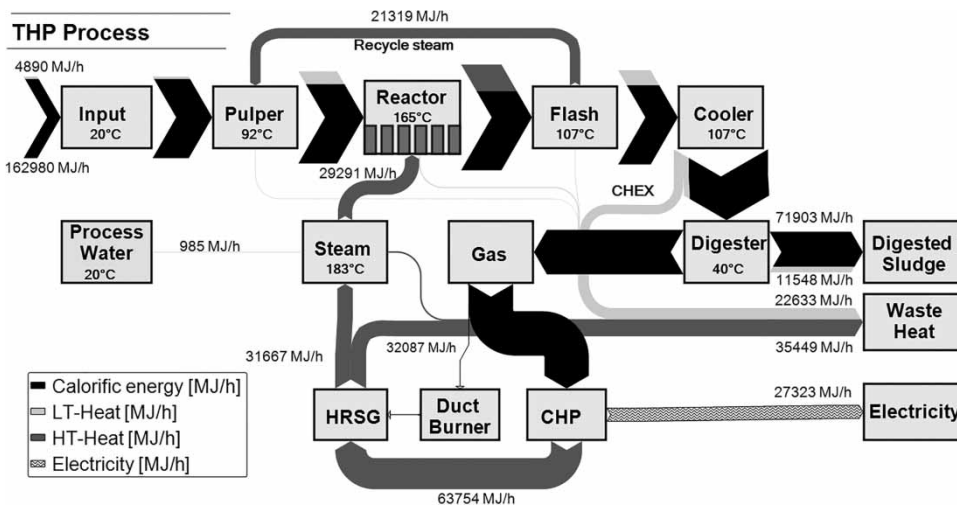 THP Process
21319 MJ/h
Recycle steam
4890 MJ/h
Input
20°C
Pulper
92°C
Reactor
165°C
Flash
107°C
Cooler
107°C
162980 MJ/h
29291 MJ/h
CHEX
71903 MJ/h
Process
Water
20°C
985 MJ/h
Steam
183°C
Gas
Digester
40°C
Digested
Sludge
11548 MJ/h
22633 MJ/h
Waste
Heat
31667 MJ/h
32087 MJ/h
35449 MJ/h
Calorific energy [MJ/h]
LT-Heat [MJ/h]
HT-Heat [MJ/h]
Electricity [MJ/h]
HRSG
Duct
Burner
CHP
27323 MJ/h
Electricity
63754 MJ/h